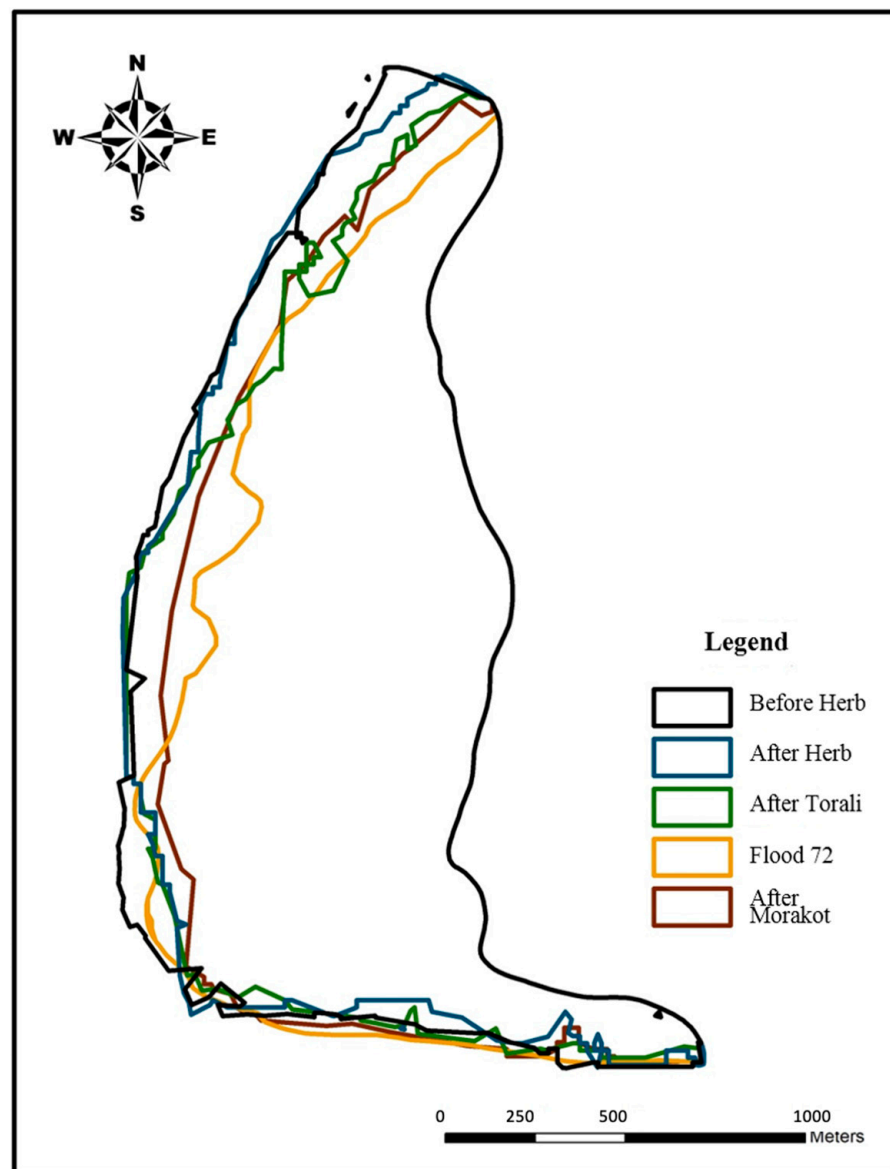 N
W E
S
Legend
Before Herb
After Herb
After Torali
Flood 72
After
Morakot
0 250 500 1000
Meters